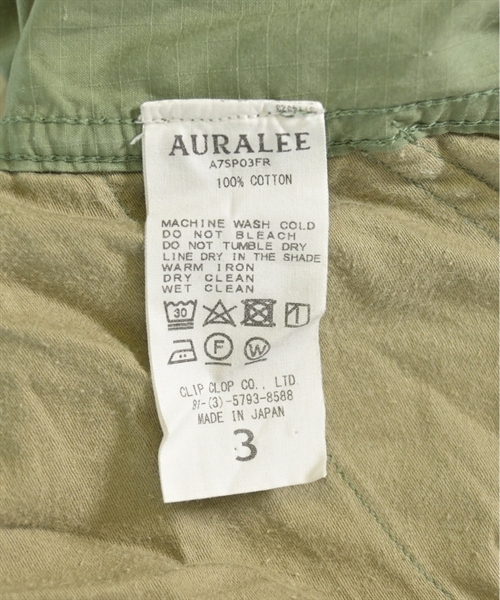 AURALEE
A7SP03FR
100% COTTON
MACHINE WASH COLD
DO NOT BLEACH
DO NOT TUMBLE DRY
LINE DRY IN THE SHADE
WARM IRON
DRY CLEAN
WET CLEAN
30
F W
CLIP CLOP CO., LTD
81-(3)-5793-8588
MADE IN JAPAN
3